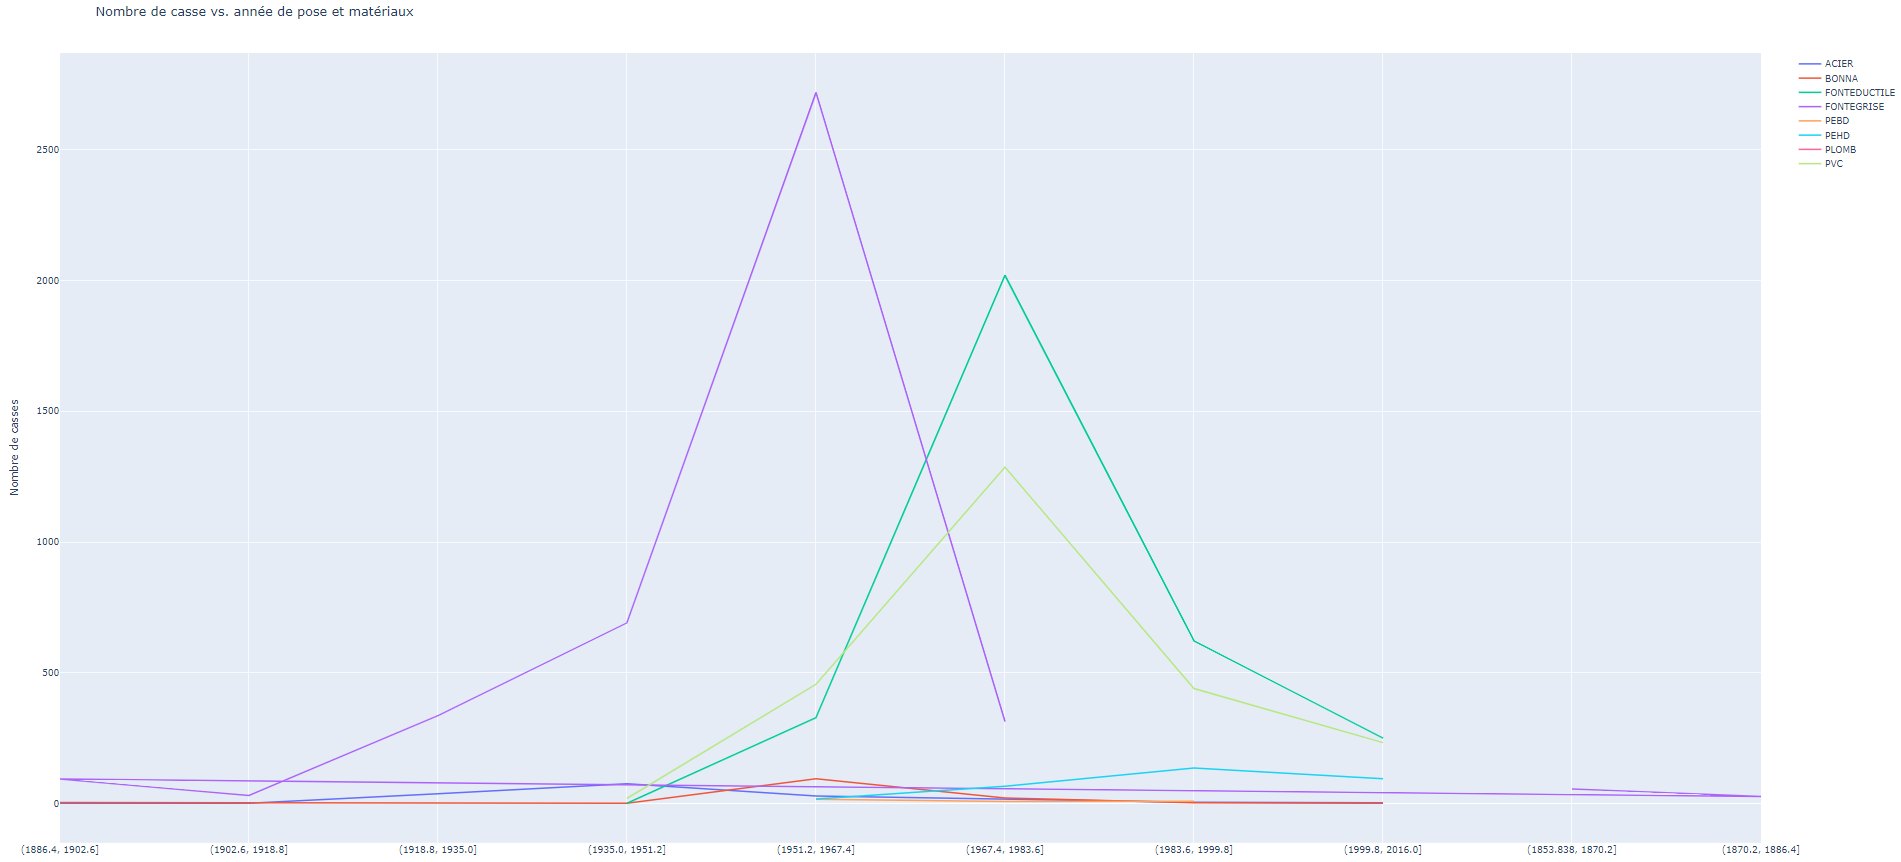 Nombre de casse vs. année de pose et matériaux
ACIER
BONNA
FONTEDUCTILE
FONTEGRISE
PEBD
PEHD
PLOMB
PVC
Nombre de casses
2500
2000
1500
1000
500
0
(1886.4, 1902.6] (1902.6, 1918.8] (1918.8, 1935.0] (1935.0, 1951.2] (1951.2, 1967.4] (1967.4, 1983.6] (1983.6, 1999.8] (1999.8, 2016.0] (1853.838, 1870.2] (1870.2, 1886.4]